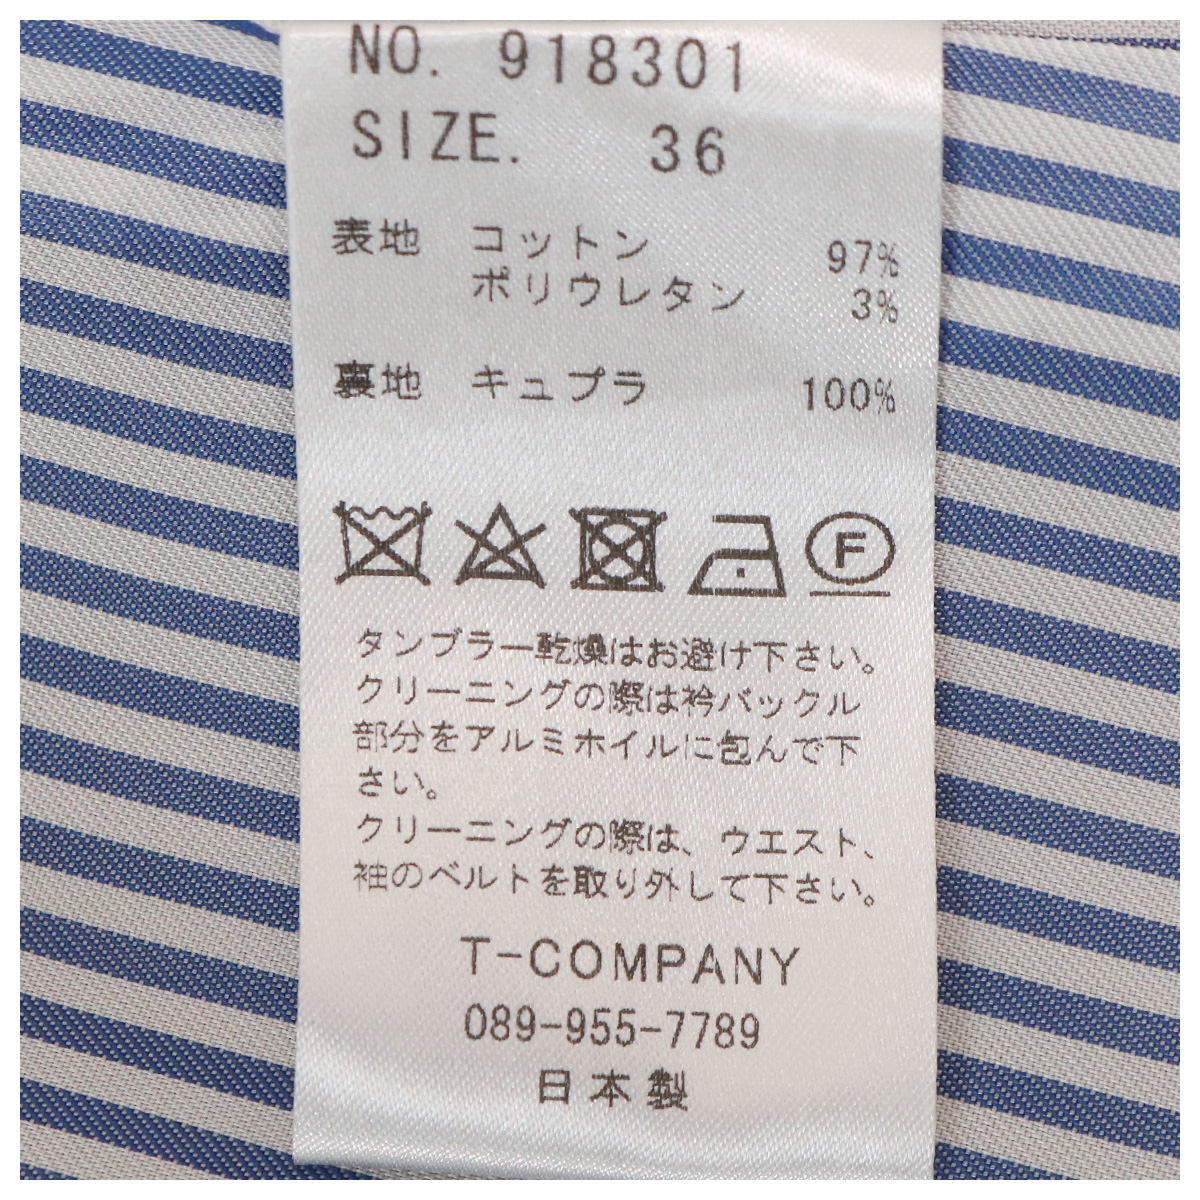 NO. 918301
SIZE. 36
表地 コットン 97%
ポリウレタン 3%
裏地 キュプラ 100%
F
タンブラー乾燥はお避け下さい。
クリーニングの際は衿バックル
部分をアルミホイルに包んで下
さい。
クリーニングの際は、ウエスト、
袖のベルトを取り外して下さい。
T-COMPANY
089-955-7789
日本製